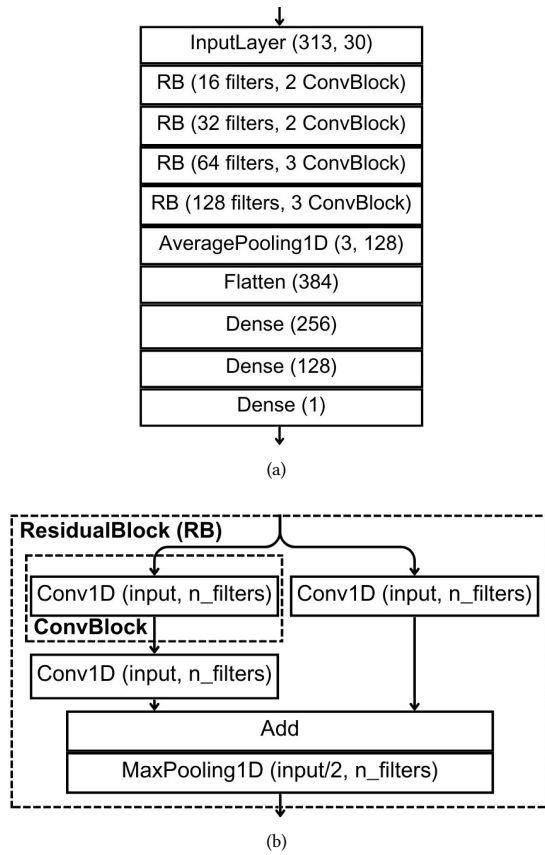 InputLayer (313, 30)
RB (16 filters, 2 ConvBlock)
RB (32 filters, 2 ConvBlock)
RB (64 filters, 3 ConvBlock)
RB (128 filters, 3 ConvBlock)
AveragePooling1D (3, 128)
Flatten (384)
Dense (256)
Dense (128)
Dense (1)
(a)
ResidualBlock (RB)
Conv1D (input, n_filters) Conv1D (input, n_filters)
ConvBlock
Conv1D (input, n_filters)
Add
MaxPooling1D (input/2, n_filters)
(b)